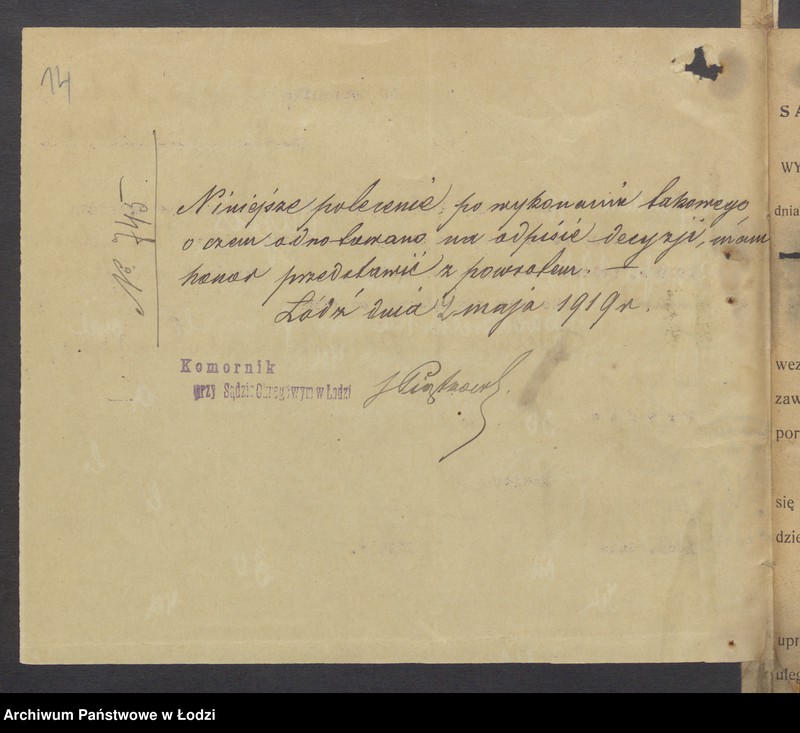 14
No 745.
Niniejsze polecenie, po wykonaniu takowego
o czem odnotowano na odpisie decyzji, mam
honor przedstawić z powrotem. —
Łódź dnia 2 maja 1919 r.
Komornik
przy Sądzie Okręgowym w Łodzi
SA
WY
dnia
wez
zaw
por
się
dzie
upr
uleg
Archiwum Państwowe w Łodzi